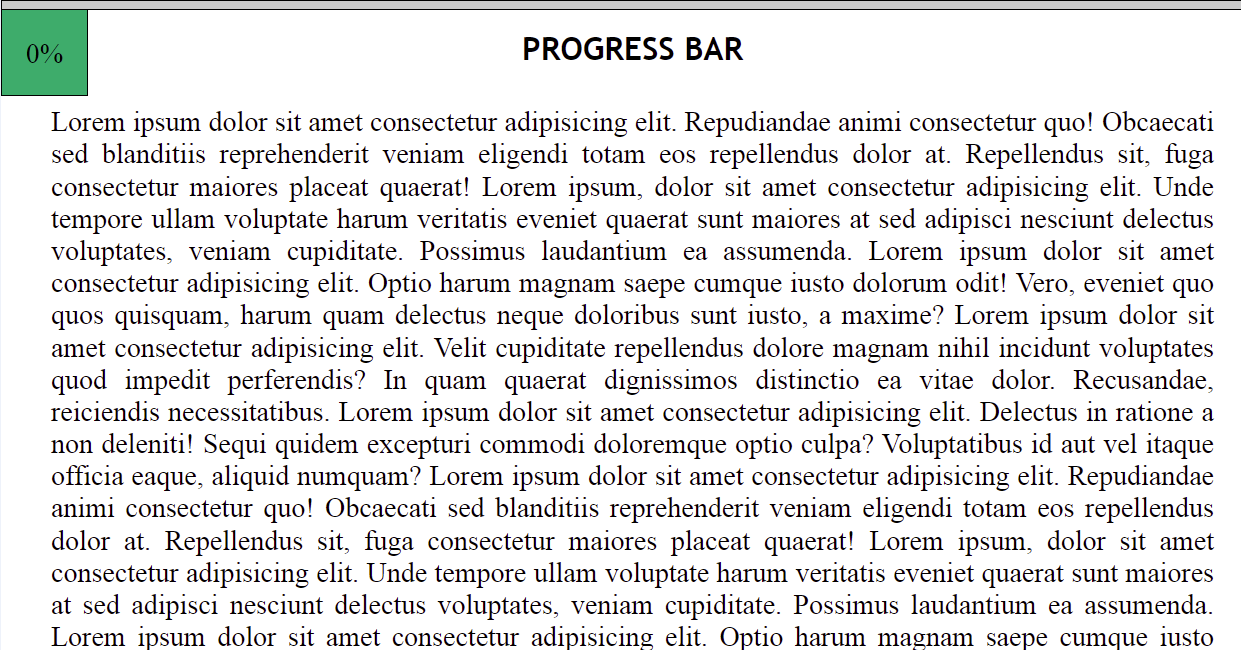 PROGRESS BAR
0%
Lorem ipsum dolor sit amet consectetur adipisicing elit. Repudiandae animi consectetur quo! Obcaecati
sed blanditiis reprehenderit veniam eligendi totam eos repellendus dolor at. Repellendus sit, fuga
consectetur maiores placeat quaerat! Lorem ipsum, dolor sit amet consectetur adipisicing elit. Unde
tempore ullam voluptate harum veritatis eveniet quaerat sunt maiores at sed adipisci nesciunt delectus
voluptates, veniam cupiditate. Possimus laudantium ea assumenda. Lorem ipsum dolor sit amet
consectetur adipisicing elit. Optio harum magnam saepe cumque iusto dolorum odit! Vero, eveniet quo
quos quisquam, harum quam delectus neque doloribus sunt iusto, a maxime? Lorem ipsum dolor sit
amet consectetur adipisicing elit. Velit cupiditate repellendus dolore magnam nihil incidunt voluptates
quod impedit perferendis? In quam quaerat dignissimos distinctio ea vitae dolor. Recusandae,
reiciendis necessitatibus. Lorem ipsum dolor sit amet consectetur adipisicing elit. Delectus in ratione a
non deleniti! Sequi quidem excepturi commodi doloremque optio culpa? Voluptatibus id aut vel itaque
officia eaque, aliquid numquam? Lorem ipsum dolor sit amet consectetur adipisicing elit. Repudiandae
animi consectetur quo! Obcaecati sed blanditiis reprehenderit veniam eligendi totam eos repellendus
dolor at. Repellendus sit, fuga consectetur maiores placeat quaerat! Lorem ipsum, dolor sit amet
consectetur adipisicing elit. Unde tempore ullam voluptate harum veritatis eveniet quaerat sunt maiores
at sed adipisci nesciunt delectus voluptates, veniam cupiditate. Possimus laudantium ea assumenda.
Lorem ipsum dolor sit amet consectetur adipisicing elit. Optio harum magnam saepe cumque iusto